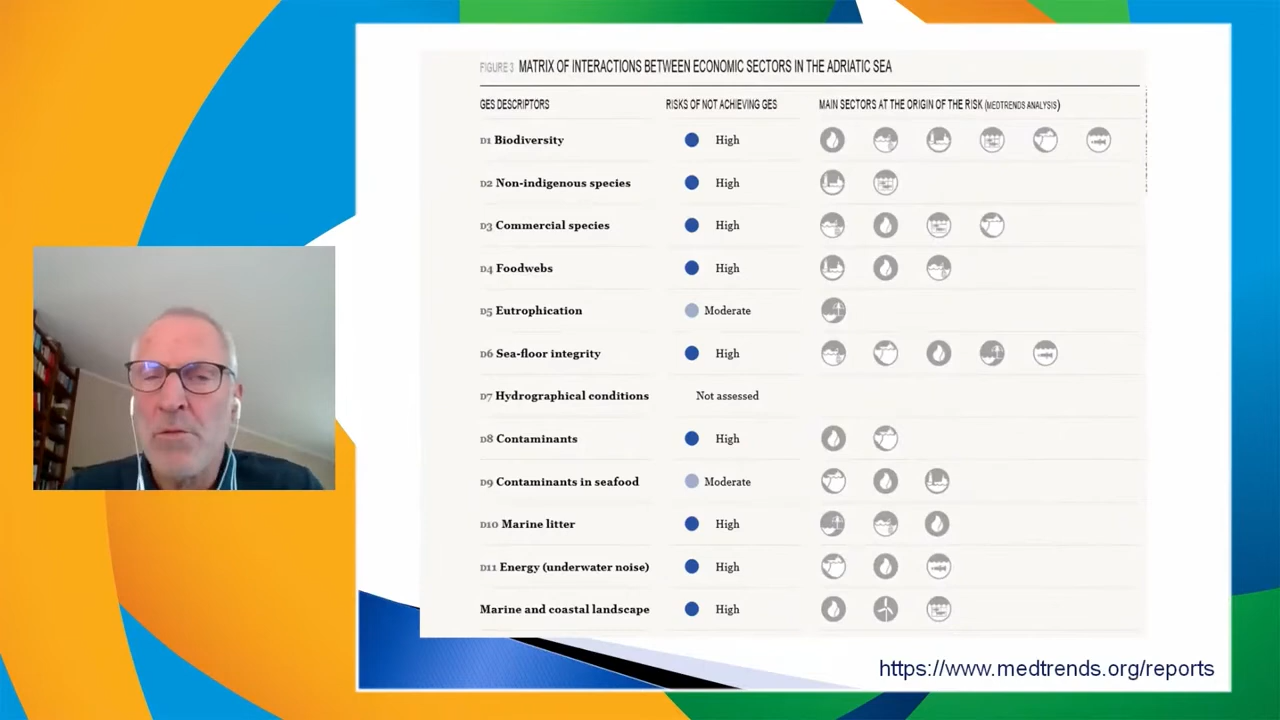 FIGURE 3 MATRIX OF INTERACTIONS BETWEEN ECONOMIC SECTORS IN THE ADRIATIC SEA
GES DESCRIPTORS RISKS OF NOT ACHIEVING GES MAIN SECTORS AT THE ORIGIN OF THE RISK (MEDTRENDS ANALYSIS)
D1 Biodiversity High
D2 Non-indigenous species High
D3 Commercial species High
D4 Foodwebs High
D5 Eutrophication Moderate
D6 Sea-floor integrity High
D7 Hydrographical conditions Not assessed
D8 Contaminants High
D9 Contaminants in seafood Moderate
D10 Marine litter High
D11 Energy (underwater noise) High
Marine and coastal landscape High
https://www.medtrends.org/reports